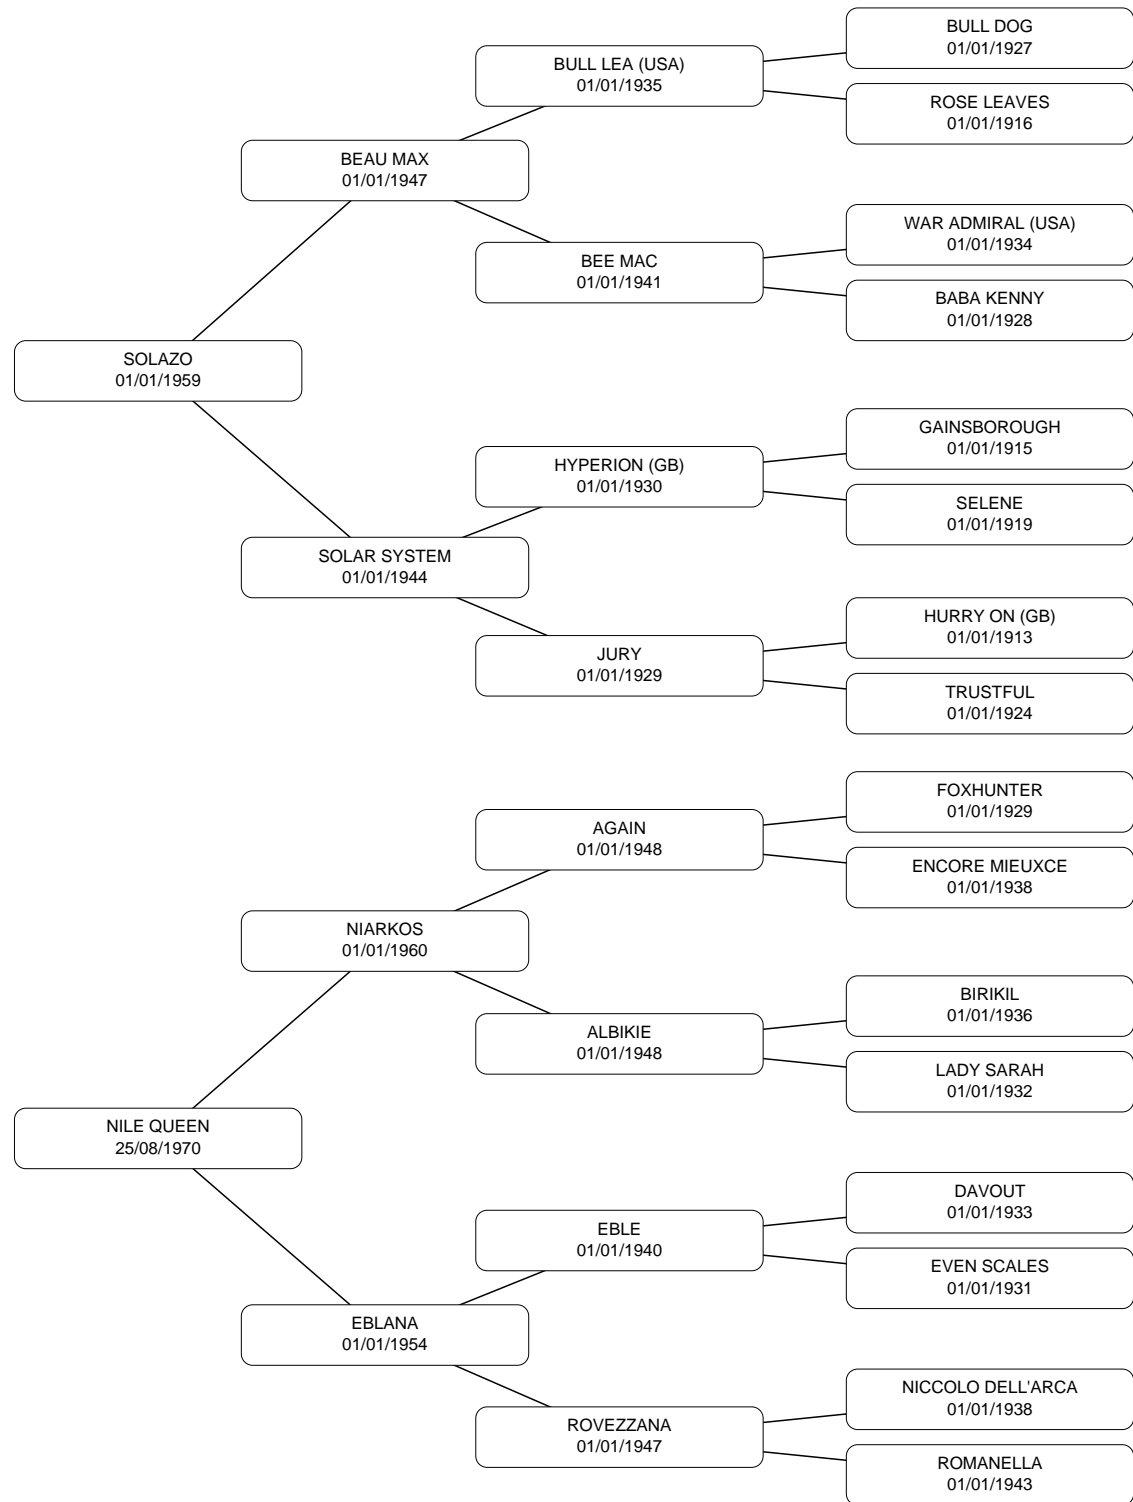 BULL DOG
01/01/1927
BULL LEA (USA)
01/01/1935
ROSE LEAVES
01/01/1916
BEAU MAX
01/01/1947
WAR ADMIRAL (USA)
01/01/1934
BEE MAC
01/01/1941
BABA KENNY
01/01/1928
SOLAZO
01/01/1959
GAINSBOROUGH
01/01/1915
HYPERION (GB)
01/01/1930
SELENE
01/01/1919
SOLAR SYSTEM
01/01/1944
HURRY ON (GB)
01/01/1913
JURY
01/01/1929
TRUSTFUL
01/01/1924
FOXHUNTER
01/01/1929
AGAIN
01/01/1948
ENCORE MIEUXCE
01/01/1938
NIARKOS
01/01/1960
BIRIKIL
01/01/1936
ALBIKIE
01/01/1948
LADY SARAH
01/01/1932
NILE QUEEN
25/08/1970
DAVOUT
01/01/1933
EBLE
01/01/1940
EVEN SCALES
01/01/1931
EBLANA
01/01/1954
NICCOLO DELL'ARCA
01/01/1938
ROVEZZANA
01/01/1947
ROMANELLA
01/01/1943